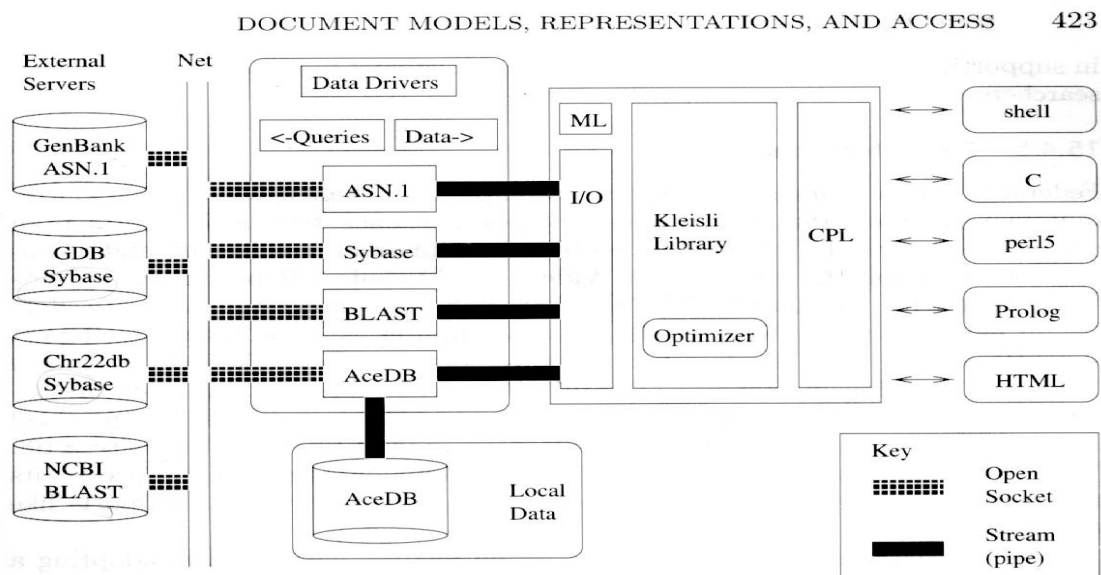 DOCUMENT MODELS, REPRESENTATIONS, AND ACCESS 423
External
Servers
Net
GenBank
ASN.1
GDB
Sybase
Chr22db
Sybase
NCBI
BLAST
Data Drivers
<-Queries
Data->
ASN.1
Sybase
BLAST
AceDB
AceDB
Local
Data
ML
I/O
Kleisli
Library
Optimizer
CPL
shell
C
perl5
Prolog
HTML
Key
Open
Socket
Stream
(pipe)